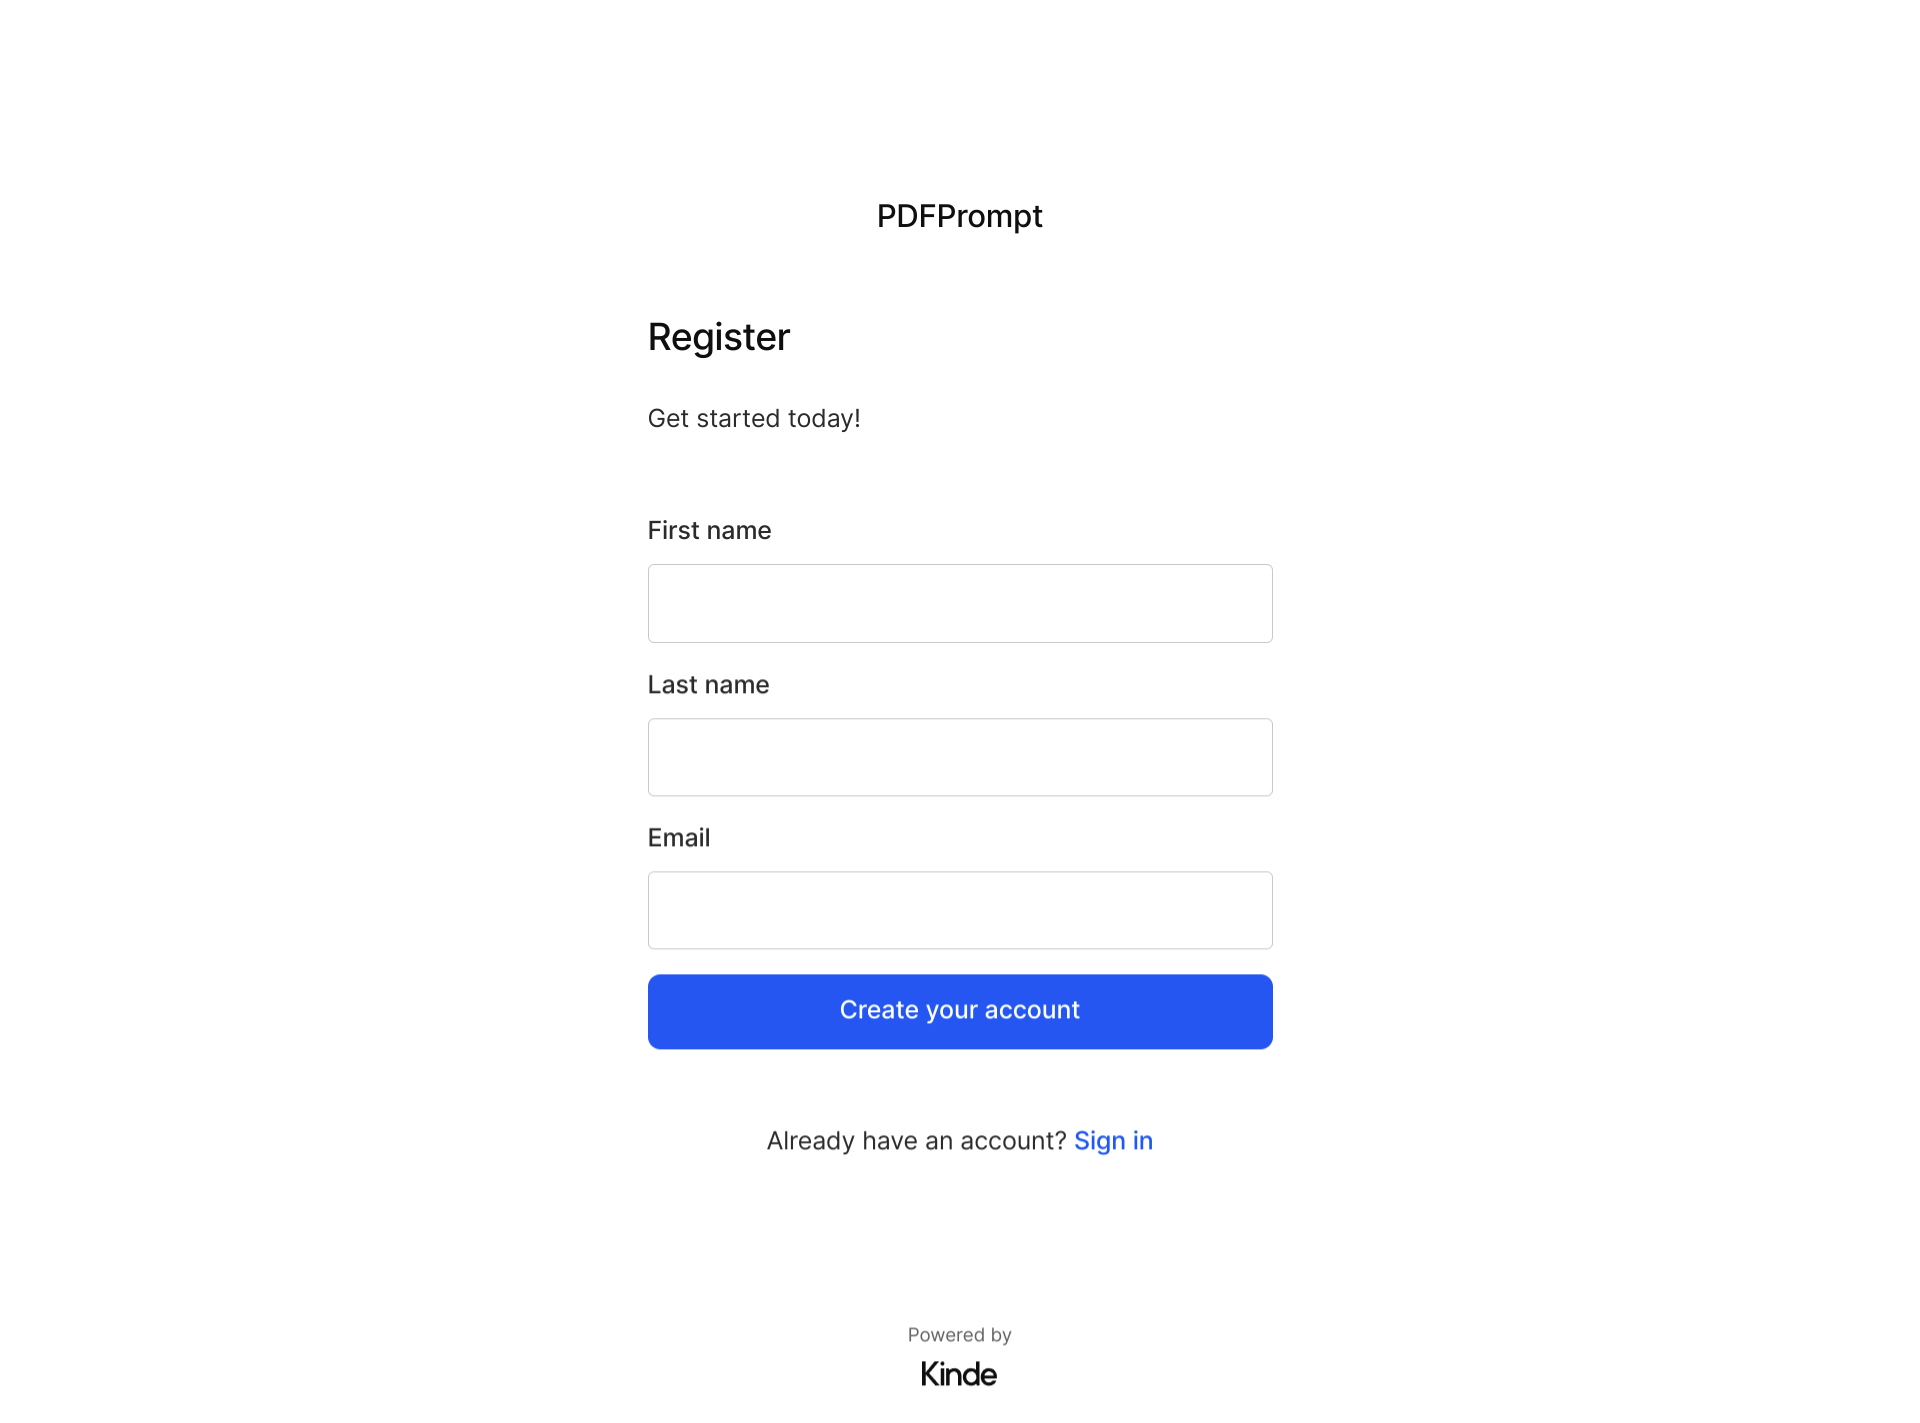 PDFPrompt
Register
Get started today!
First name
Last name
Email
Create your account
Already have an account? Sign in
Powered by
Kinde